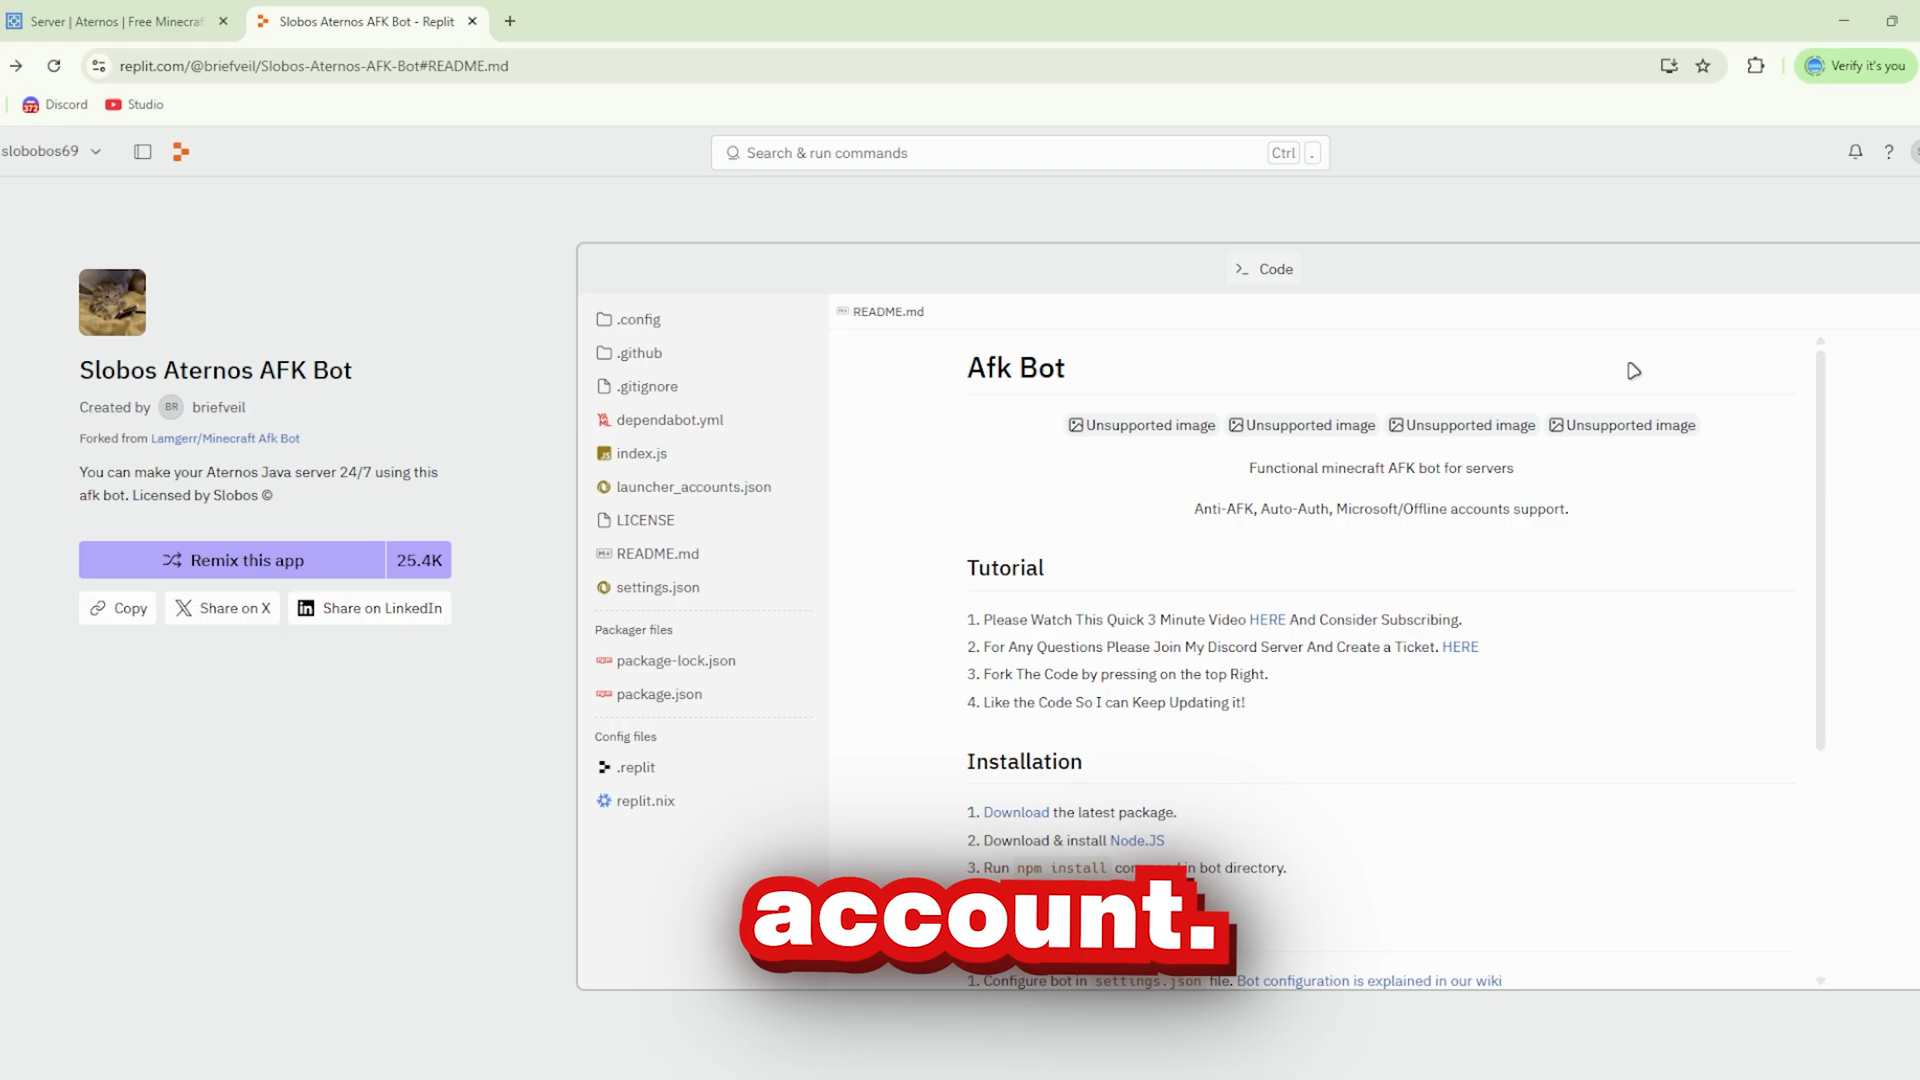 Server | Aternos | Free Minecraf
Slobos Aternos AFK Bot - Replit
replit.com/@briefveil/Slobos-Aternos-AFK-Bot#README.md
Verify it's you
Discord
Studio
slobobos69
Search & run commands
Ctrl .
Slobos Aternos AFK Bot
Created by BR briefveil
Forked from Lamgerr/Minecraft Afk Bot
You can make your Aternos Java server 24/7 using this
afk bot. Licensed by Slobos ©
Remix this app 25.4K
Copy
Share on X
Share on LinkedIn
>_ Code
.config
.github
.gitignore
dependabot.yml
index.js
launcher_accounts.json
LICENSE
README.md
settings.json
Packager files
package-lock.json
package.json
Config files
.replit
replit.nix
README.md
Afk Bot
Unsupported image Unsupported image Unsupported image Unsupported image
Functional minecraft AFK bot for servers
Anti-AFK, Auto-Auth, Microsoft/Offline accounts support.
Tutorial
1. Please Watch This Quick 3 Minute Video HERE And Consider Subscribing.
2. For Any Questions Please Join My Discord Server And Create a Ticket. HERE
3. Fork The Code by pressing on the top Right.
4. Like the Code So I can Keep Updating it!
Installation
1. Download the latest package.
2. Download & install Node.JS
3. Run npm install command in bot directory.
account.
1. Configure bot in settings.json file. Bot configuration is explained in our wiki